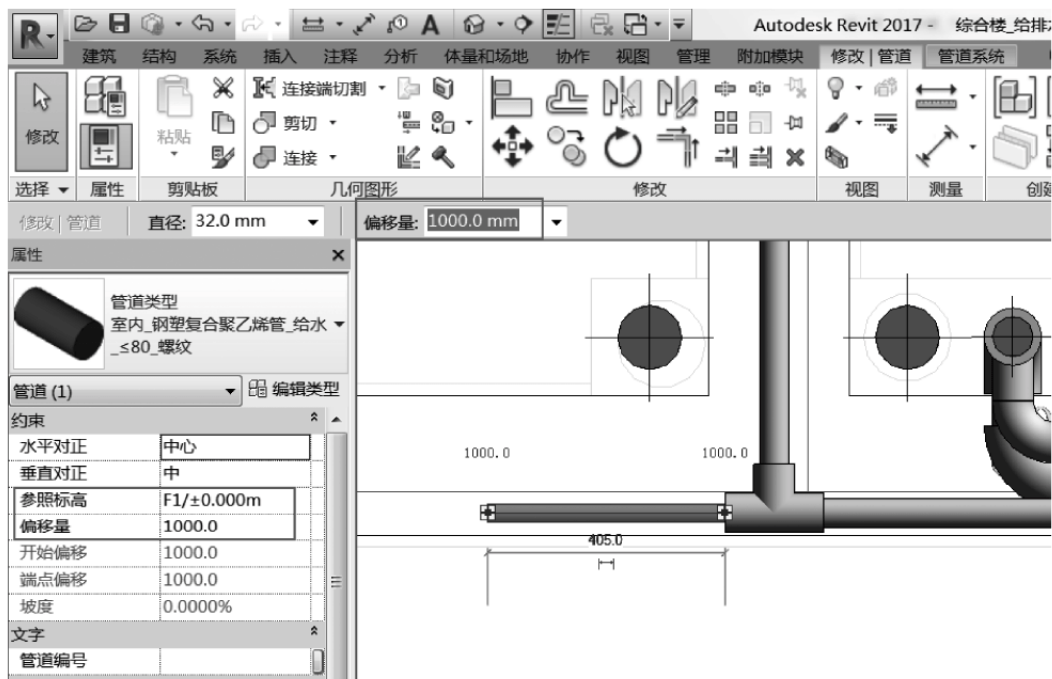 Autodesk Revit 2017 - 综合楼_给排
建筑 结构 系统 插入 注释 分析 体量和场地 协作 视图 管理 附加模块 修改 | 管道 管道系统
修改 粘贴 连接端切割
剪切
连接
选择 属性 剪贴板 几何图形 修改 视图 测量 创建
修改 | 管道 直径: 32.0 mm 偏移量: 1000.0 mm
属性
管道类型
室内_钢塑复合聚乙烯管_给水
_≤80_螺纹
管道 (1) 编辑类型
约束
水平对正 中心
垂直对正 中
参照标高 F1/±0.000m
偏移量 1000.0
开始偏移 1000.0
端点偏移 1000.0
坡度 0.0000%
文字
管道编号
1000.0 1000.0
405.0